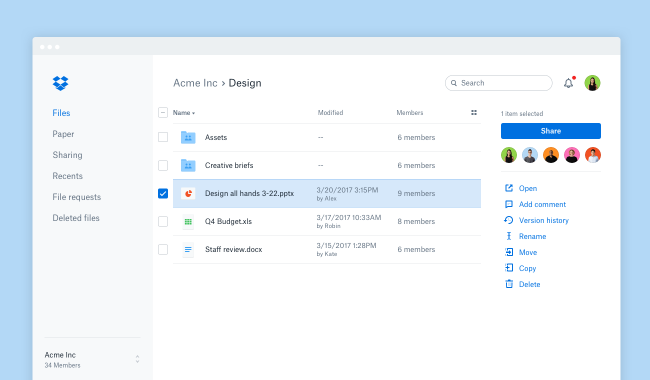 Acme Inc > Design
Search
Files
Paper
Sharing
Recents
File requests
Deleted files
Name
Modified
Members
Assets
--
6 members
Creative briefs
--
6 members
Design all hands 3-22.pptx
3/20/2017 3:15PM
by Alex
9 members
Q4 Budget.xls
3/17/2017 10:33AM
by Robin
8 members
Staff review.docx
3/15/2017 1:28PM
by Kate
6 members
1 item selected
Share
Open
Add comment
Version history
Rename
Move
Copy
Delete
Acme Inc
34 Members